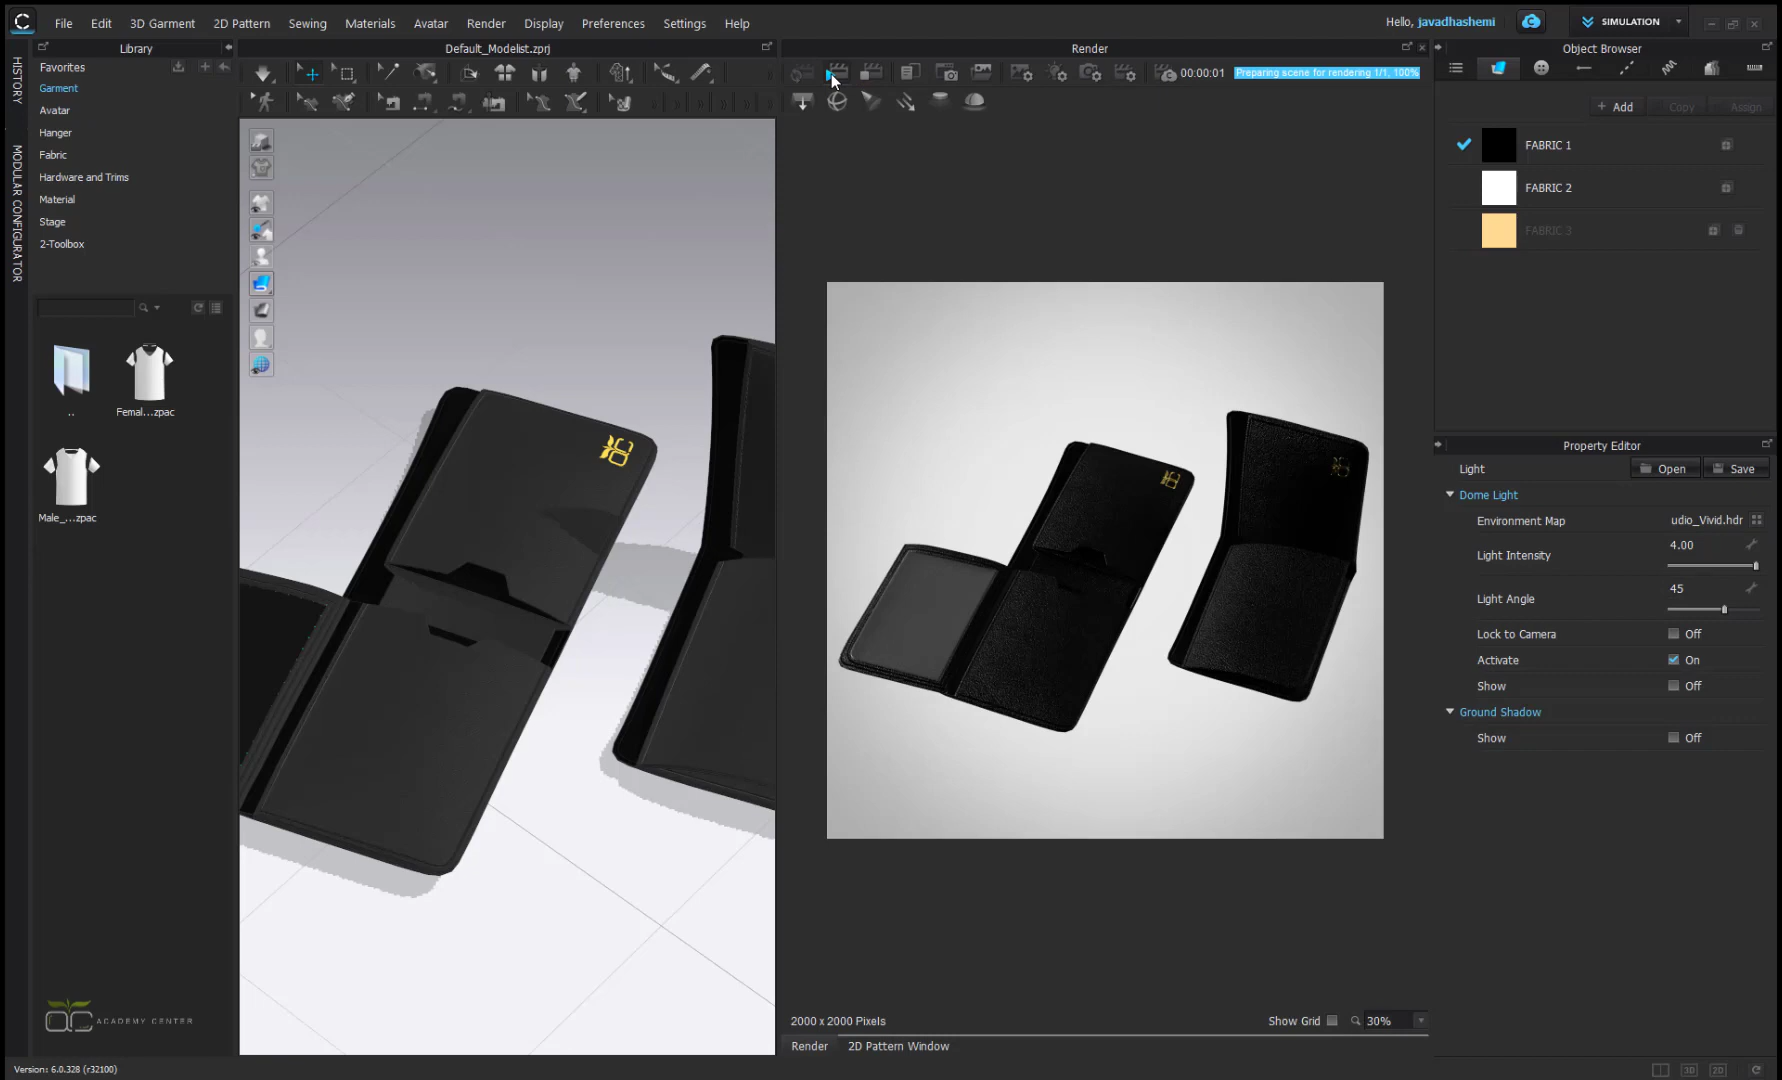 File Edit 3D Garment 2D Pattern Sewing Materials Avatar Render Display Preferences Settings Help
Hello, javadhashemi
SIMULATION
HISTORY
MODULAR CONFIGURATOR
Library
Favorites
Garment
Avatar
Hanger
Fabric
Hardware and Trims
Material
Stage
2-Toolbox
..
Femal...zpac
Male_...zpac
ACADEMY CENTER
Default_Modelist.zprj
Render
00:00:01
Preparing scene for rendering 1/1, 100%
2000 x 2000 Pixels
Show Grid
30%
Render
2D Pattern Window
Object Browser
+ Add Copy Assign
FABRIC 1
FABRIC 2
FABRIC 3
Property Editor
Light
Open
Save
Dome Light
Environment Map udio_Vivid.hdr
Light Intensity 4.00
Light Angle 45
Lock to Camera Off
Activate On
Show Off
Ground Shadow
Show Off
Version: 6.0.328 (r32100)
3D
2D